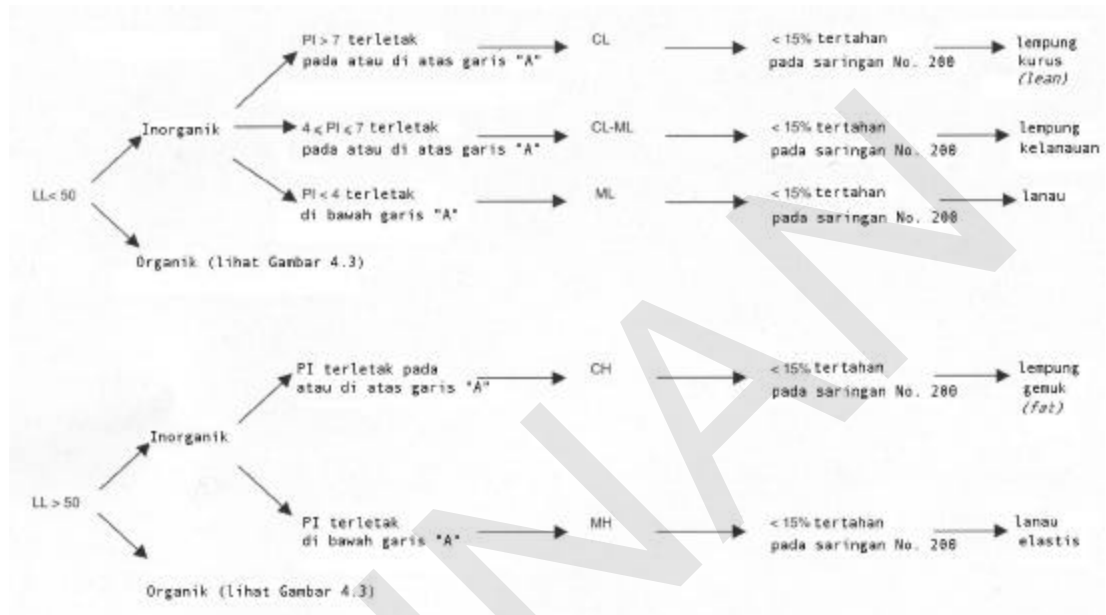 PI > 7 terletak
pada atau di atas garis "A"
CL
< 15% tertahan
pada saringan No. 200
lempung
kurus
(lean)
Inorganik
4 ≤ PI ≤ 7 terletak
pada atau di atas garis "A"
CL-ML
< 15% tertahan
pada saringan No. 200
lempung
kelanauan
LL< 50
PI < 4 terletak
di bawah garis "A"
ML
< 15% tertahan
pada saringan No. 200
lanau
Organik (lihat Gambar 4.3)
PI terletak pada
atau di atas garis "A"
CH
< 15% tertahan
pada saringan No. 200
lempung
gemuk
(fat)
Inorganik
LL > 50
PI terletak
di bawah garis "A"
MH
< 15% tertahan
pada saringan No. 200
lanau
elastis
Organik (lihat Gambar 4.3)
INAN